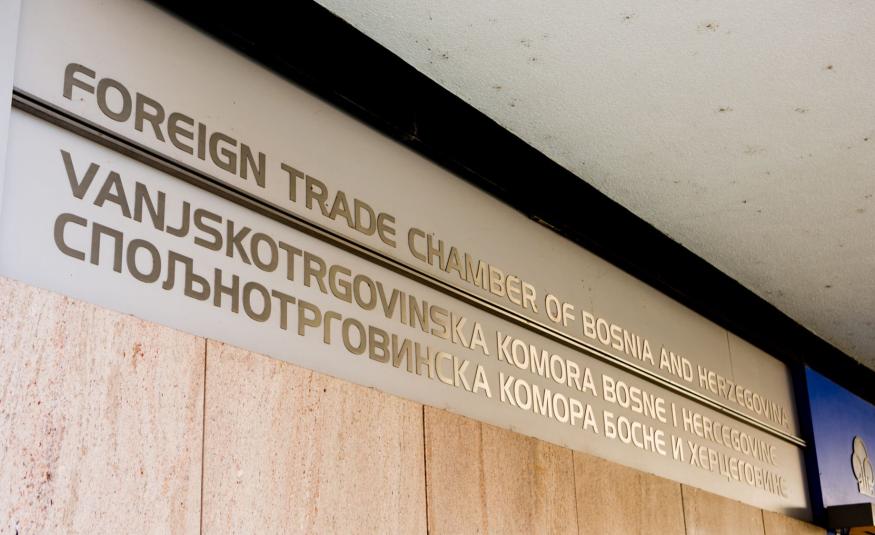 FOREIGN TRADE CHAMBER OF BOSNIA AND HERZEGOVINA
VANJSKOTRGOVINSKA KOMORA BOSNE I HERCEGOVINE
СПОЉНОТРГОВИНСКА КОМОРА БОСНЕ И ХЕРЦЕГОВИНЕ